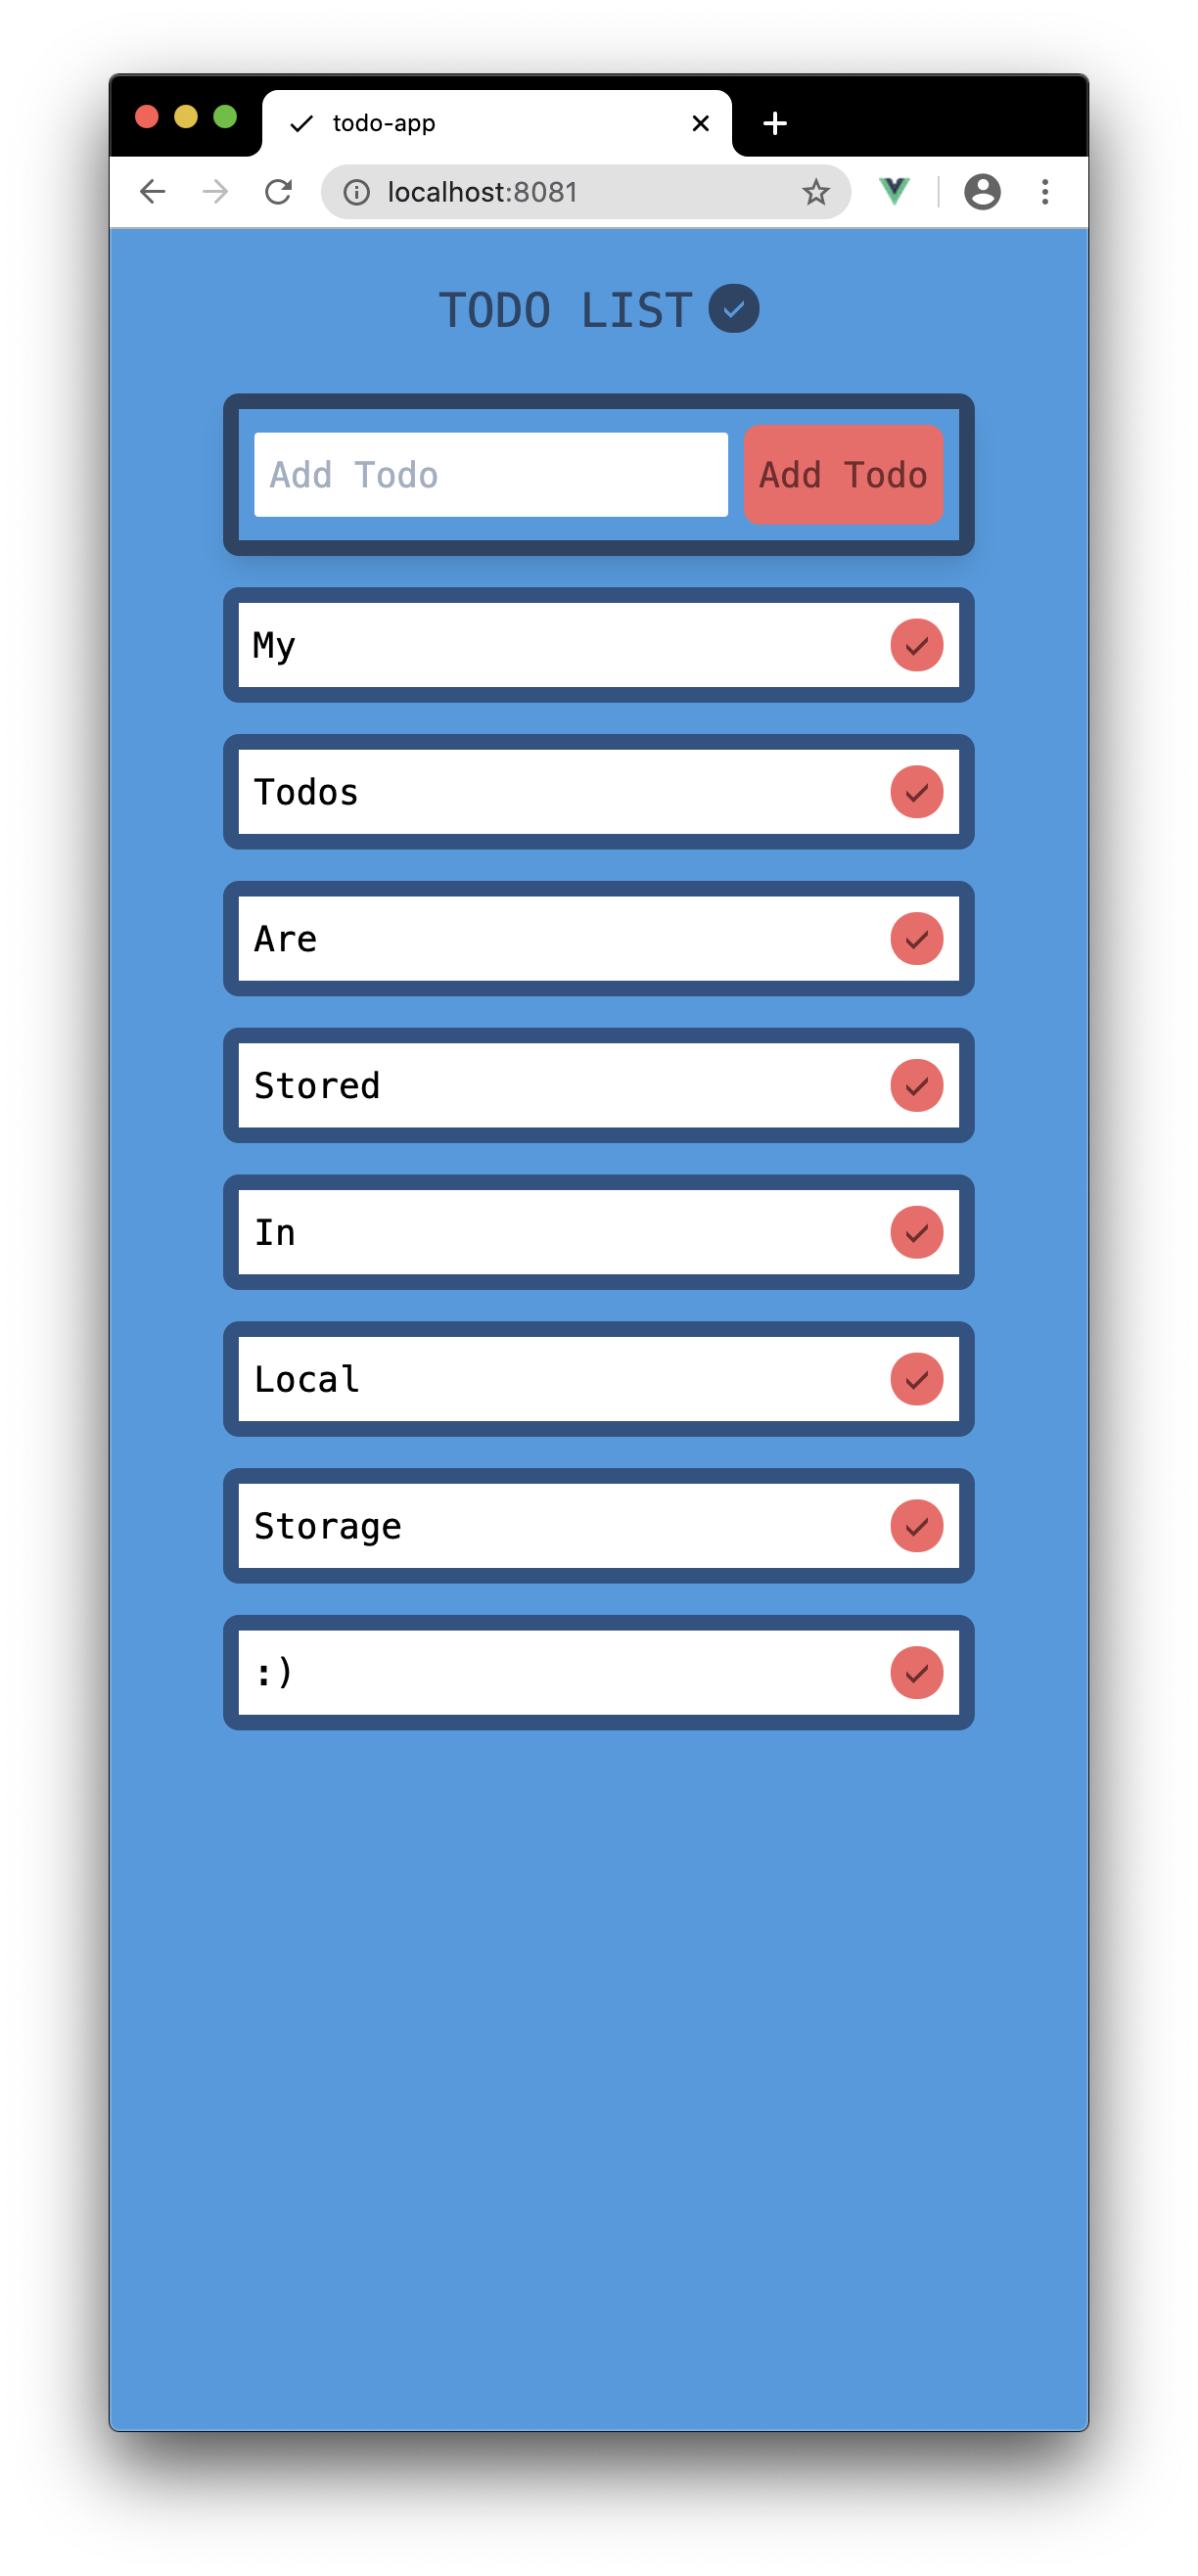 todo-app
localhost:8081
TODO LIST
Add Todo Add Todo
My
Todos
Are
Stored
In
Local
Storage
:)